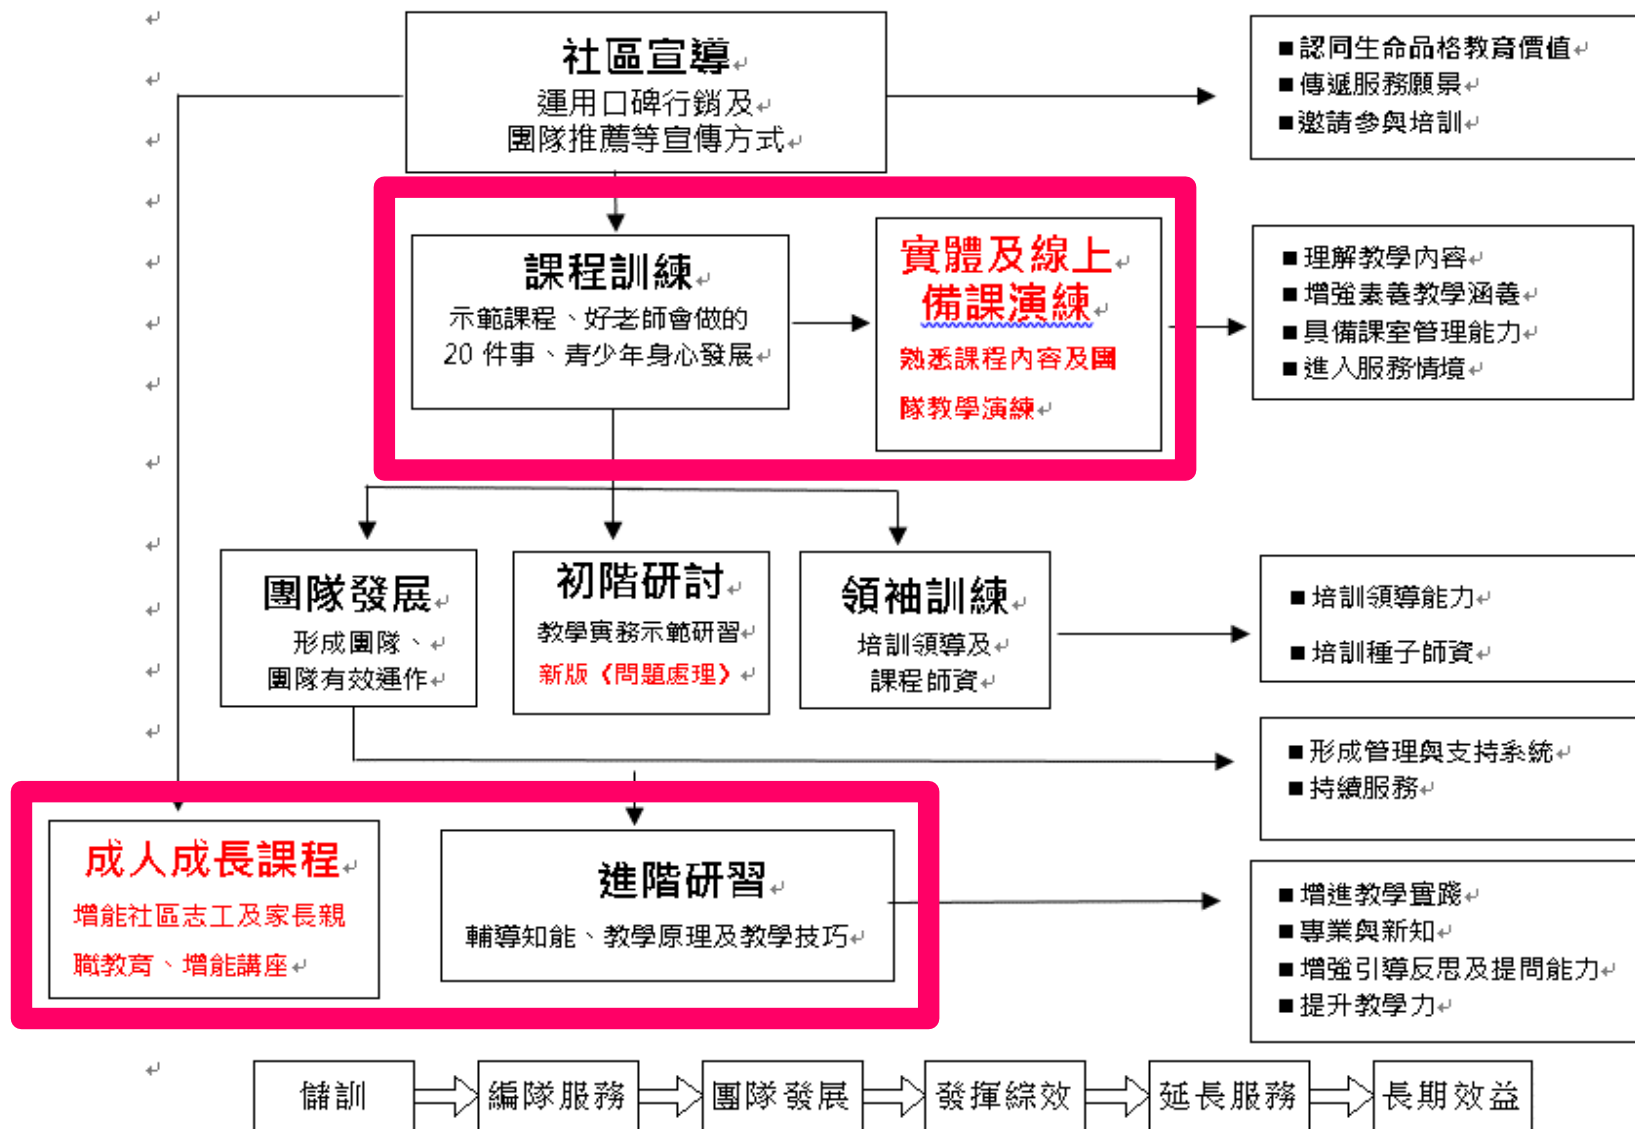 社區宣導
運用口碑行銷及
團隊推薦等宣傳方式
■認同生命品格教育價值
■傳遞服務願景
■邀請參與培訓
課程訓練
示範課程、好老師會做的
20 件事、青少年身心發展
實體及線上
備課演練
熟悉課程內容及團
隊教學演練
■理解教學內容
■增強素養教學涵養
■具備課室管理能力
■進入服務情境
團隊發展
形成團隊、
團隊有效運作
初階研討
教學實務示範研習
新版《問題處理》
領袖訓練
培訓領導及
課程師資
■培訓領導能力
■培訓種子師資
■形成管理與支持系統
■持續服務
成人成長課程
增能社區志工及家長親
職教育、增能講座
進階研習
輔導知能、教學原理及教學技巧
■增進教學實踐
■專業與新知
■增強引導反思及提問能力
■提升教學力
儲訓
編隊服務
團隊發展
發揮綜效
延長服務
長期效益